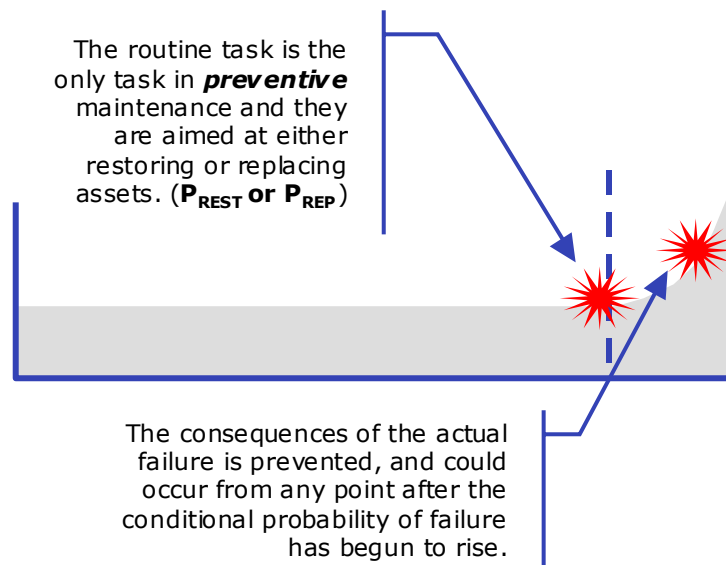 The routine task is the
only task in preventive
maintenance and they
are aimed at either
restoring or replacing
assets. (PREST or PREP)
The consequences of the actual
failure is prevented, and could
occur from any point after the
conditional probability of failure
has begun to rise.